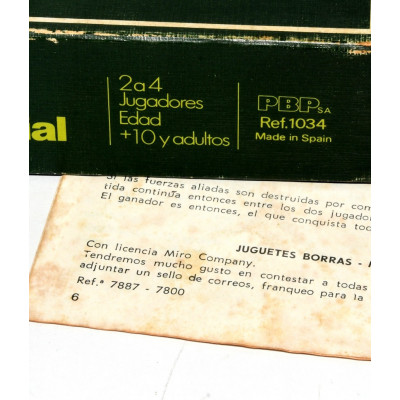 2 a 4
Jugadores
Edad
+10 y adultos
PBP SA
Ref. 1034
Made in Spain
al
Si las fuerzas aliadas son destruidas por com
tida continúa entonces entre los dos jugador
El ganador es entonces, el que conquista tod
JUGUETES BORRAS -
Con licencia Miro Company.
Tendremos mucho gusto en contestar a todas
adjuntar un sello de correos, franqueo para la
Ref.ª 7887 - 7800
6